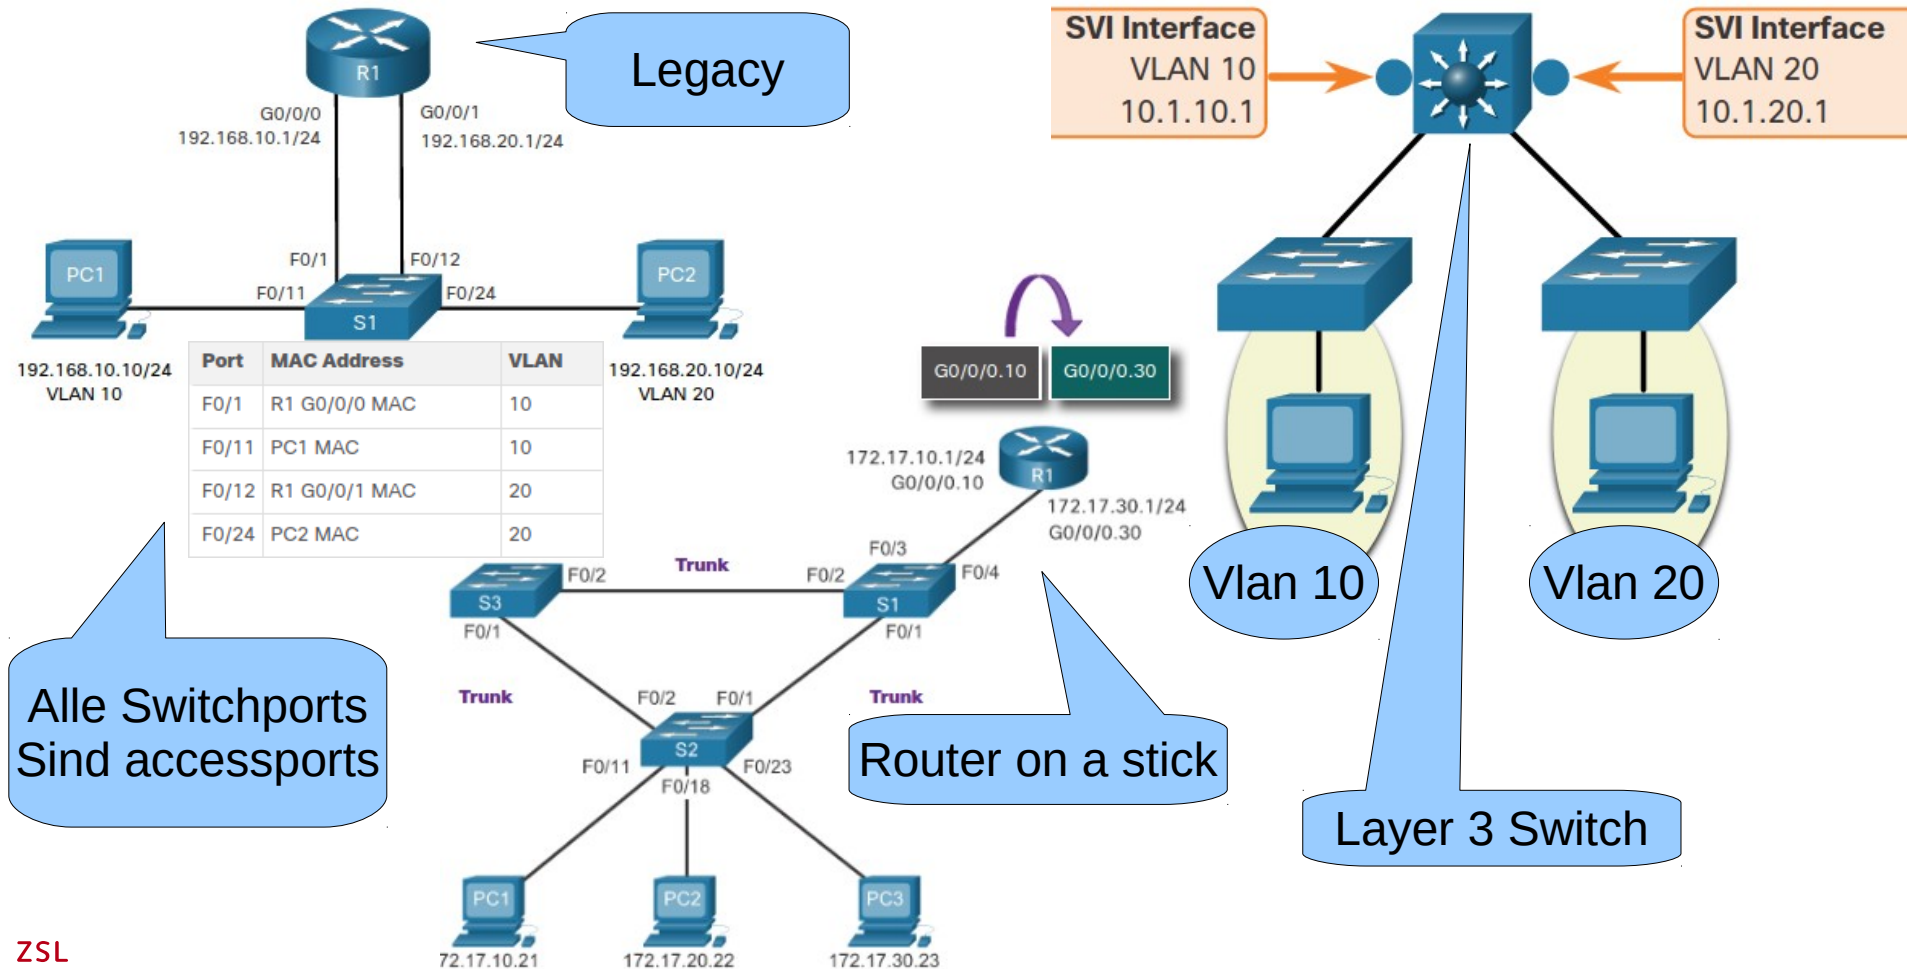 R1
Legacy
G0/0/0
192.168.10.1/24
G0/0/1
192.168.20.1/24
PC1
F0/1
F0/12
PC2
F0/11
F0/24
S1
192.168.10.10/24
VLAN 10
192.168.20.10/24
VLAN 20
Port MAC Address VLAN
F0/1 R1 G0/0/0 MAC 10
F0/11 PC1 MAC 10
F0/12 R1 G0/0/1 MAC 20
F0/24 PC2 MAC 20
Alle Switchports
Sind accessports
G0/0/0.10
G0/0/0.30
172.17.10.1/24
G0/0/0.10
R1
172.17.30.1/24
G0/0/0.30
F0/3
F0/4
Trunk
F0/2
F0/2
S3
S1
F0/1
F0/1
Trunk
Trunk
F0/2
F0/1
S2
F0/11
F0/18
F0/23
Router on a stick
PC1
PC2
PC3
72.17.10.21
172.17.20.22
172.17.30.23
SVI Interface
VLAN 10
10.1.10.1
SVI Interface
VLAN 20
10.1.20.1
Vlan 10
Vlan 20
Layer 3 Switch
ZSL